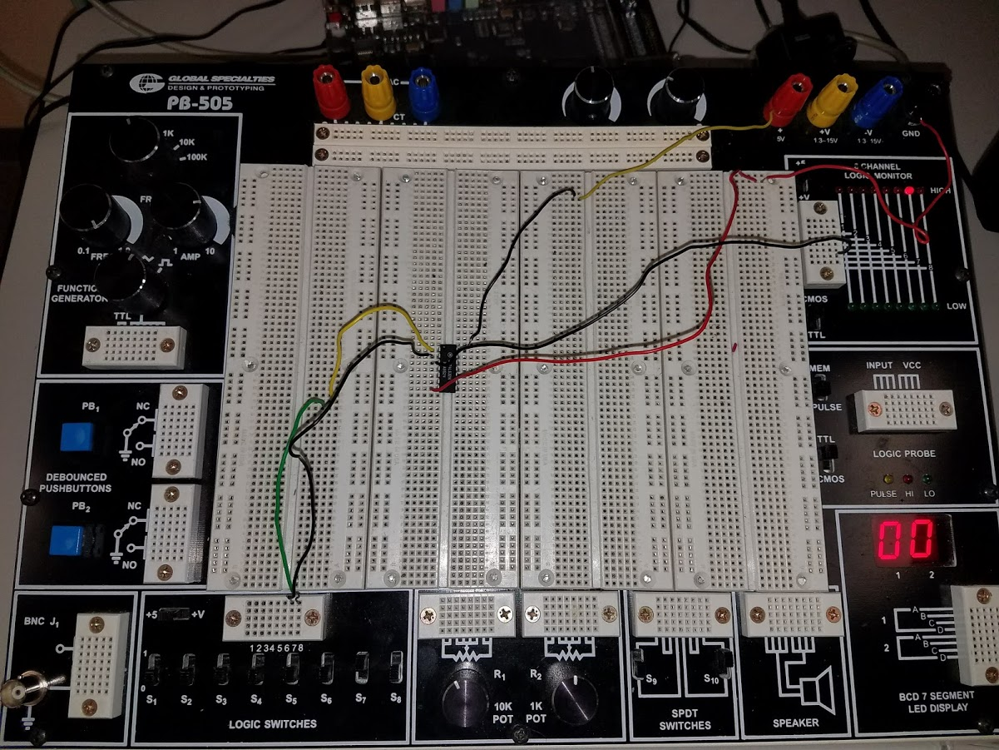 GLOBAL SPECIALTIES
DESIGN & PROTOTYPING
PB-505
AC
CT
+
5V
+V
1.3–15V
-V
1.3 15V
GND
1K
10K
100K
0.1
1
AMP
10
FUNCTION
GENERATOR
TTL
+5
+V
CHANNEL
LOGIC MONITOR
HIGH
1
2
3
4
5
6
7
8
LOW
CMOS
TTL
MEM
PULSE
INPUT VCC
TTL
CMOS
LOGIC PROBE
PULSE HI LO
PB1
NC
NO
DEBOUNCED
PUSHBUTTONS
PB2
NC
NO
00
1 2
BNC J1
+5 +V
12345678
1
0
S1 S2 S3 S4 S5 S6 S7 S8
LOGIC SWITCHES
R1
10K
POT
R2
1K
POT
S9 S10
SPDT
SWITCHES
SPEAKER
1
A
B
C
D
2
A
B
C
D
BCD 7 SEGMENT
LED DISPLAY